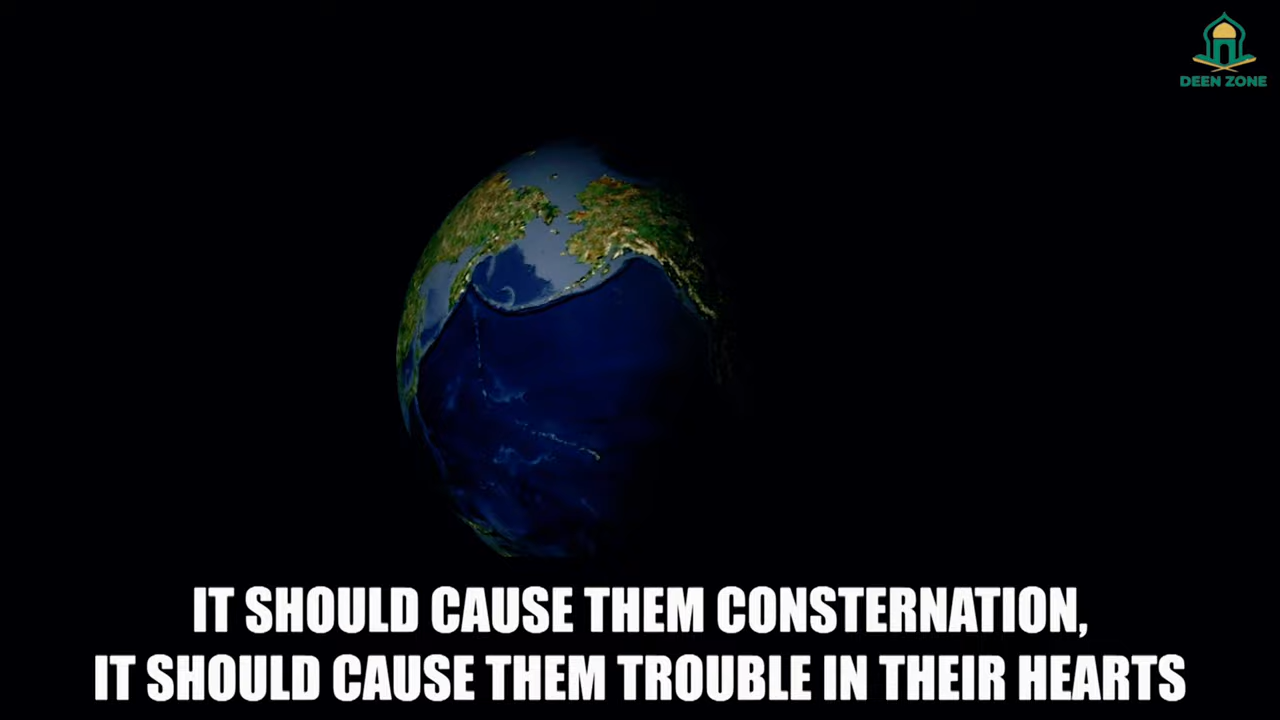 DEEN ZONE
IT SHOULD CAUSE THEM CONSTERNATION,
IT SHOULD CAUSE THEM TROUBLE IN THEIR HEARTS